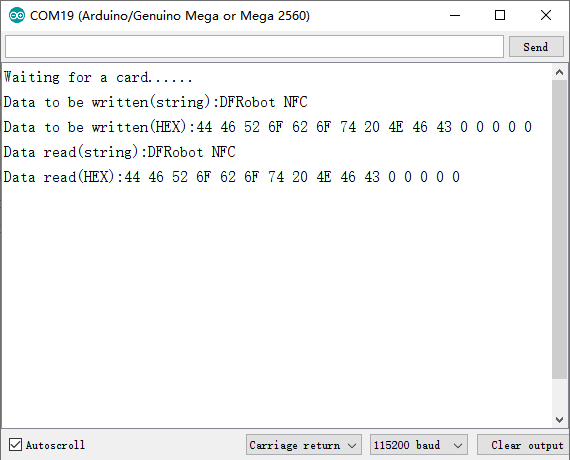 COM19 (Arduino/Genuino Mega or Mega 2560)
Send
Waiting for a card......
Data to be written(string):DFRobot NFC
Data to be written(HEX):44 46 52 6F 62 6F 74 20 4E 46 43 0 0 0 0 0
Data read(string):DFRobot NFC
Data read(HEX):44 46 52 6F 62 6F 74 20 4E 46 43 0 0 0 0 0
Autoscroll Carriage return 115200 baud Clear output